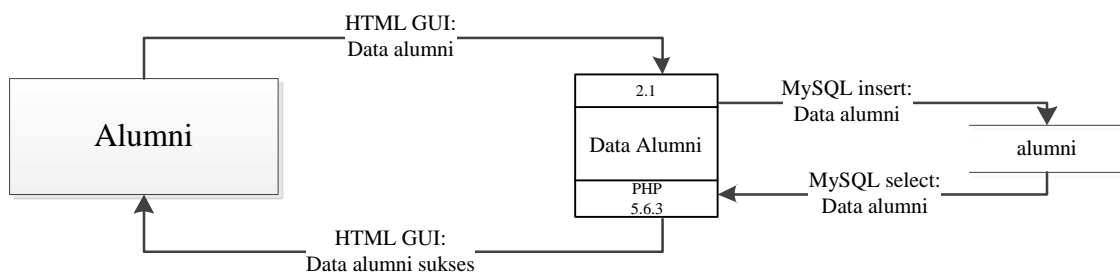 HTML GUI:
Data alumni
Alumni
2.1
Data Alumni
PHP
5.6.3
MySQL insert:
Data alumni
alumni
MySQL select:
Data alumni
HTML GUI:
Data alumni sukses